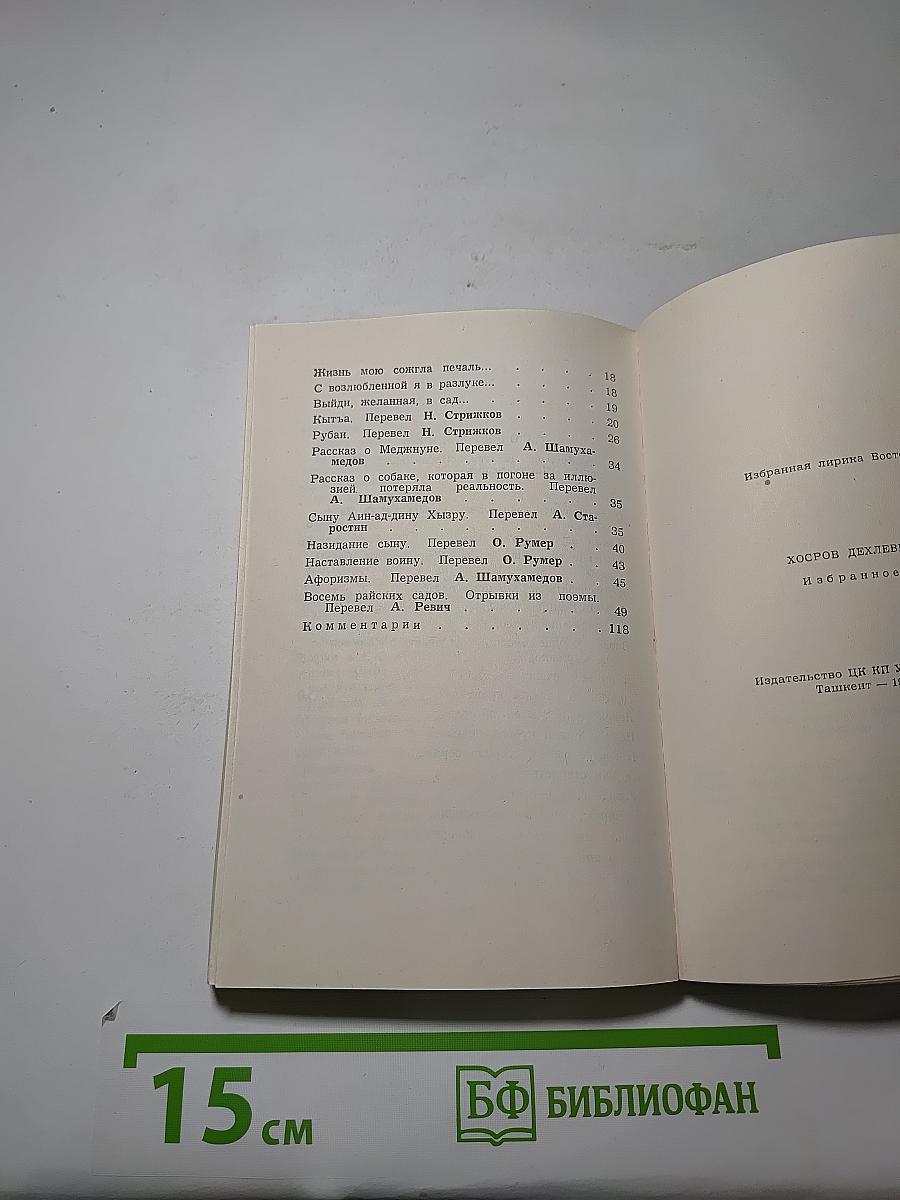 Жизнь мою сожгла печаль... . . . . 18
С возлюбленной я в разлуке... . . . . 18
Выйди, желанная, в сад... . . . . . 19
Кытъа. Перевел Н. Стрижков . . . . 20
Рубаи. Перевел Н. Стрижков . . . . 26
Рассказ о Меджнуне. Перевел А. Шамуха-
медов . . . . . . . . . 34
Рассказ о собаке, которая в погоне за иллю-
зией потеряла реальность. Перевел
А. Шамухамедов . . . . . . 35
Сыну Аин-ад-дину Хызру. Перевел А. Ста-
ростин . . . . . . . . . 35
Назидание сыну. Перевел О. Румер . . 40
Наставление воину. Перевел О. Румер . . 43
Афоризмы. Перевел А. Шамухамедов . . 45
Восемь райских садов. Отрывки из поэмы.
Перевел А. Ревич . . . . . . 49
Комментарии . . . . . . . 118
Избранная лирика Восто
ХОСРОВ ДЕХЛЕВ
Избранное
Издательство ЦК КП У
Ташкент — 19
15 см
БФ БИБЛИОФАН